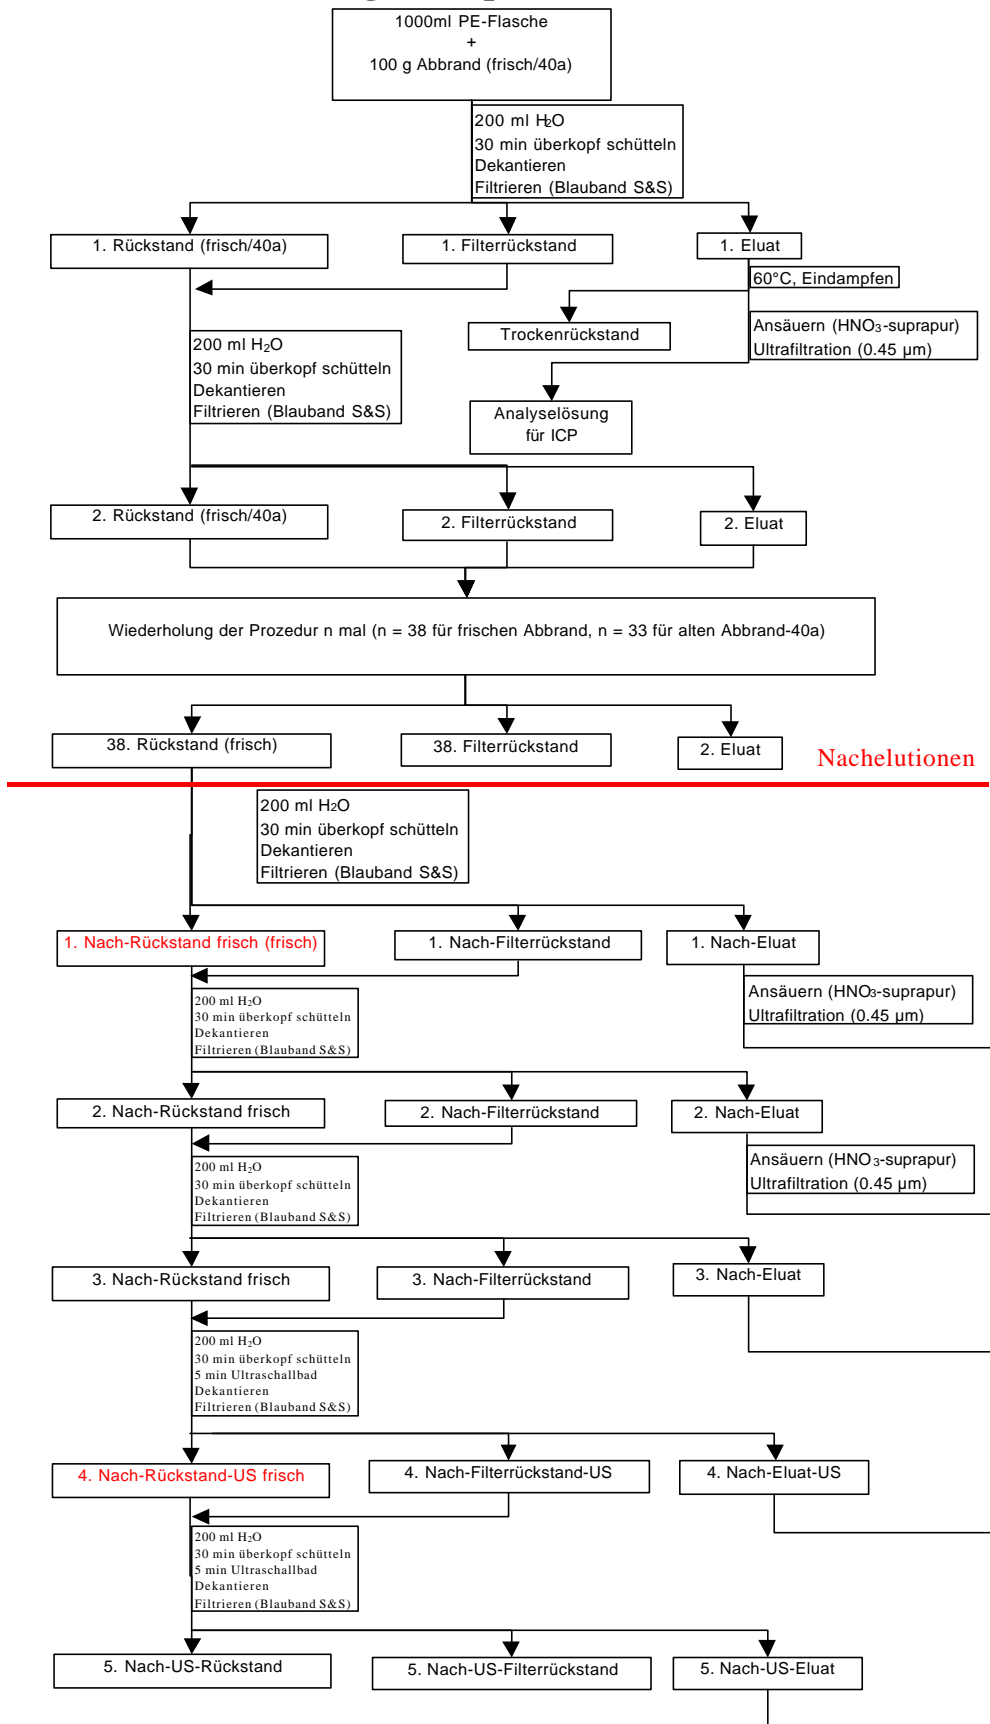 1000ml PE-Flasche
+
100 g Abbrand (frisch/40a)
200 ml H2O
30 min überkopf schütteln
Dekantieren
Filtrieren (Blauband S&S)
1. Rückstand (frisch/40a)
1. Filterrückstand
1. Eluat
60°C, Eindampfen
Trockenrückstand
Ansäuern (HNO3-suprapur)
Ultrafiltration (0.45 µm)
200 ml H2O
30 min überkopf schütteln
Dekantieren
Filtrieren (Blauband S&S)
Analyselösung
für ICP
2. Rückstand (frisch/40a)
2. Filterrückstand
2. Eluat
Wiederholung der Prozedur n mal (n = 38 für frischen Abbrand, n = 33 für alten Abbrand-40a)
38. Rückstand (frisch)
38. Filterrückstand
2. Eluat
Nachelutionen
200 ml H2O
30 min überkopf schütteln
Dekantieren
Filtrieren (Blauband S&S)
1. Nach-Rückstand frisch (frisch)
1. Nach-Filterrückstand
1. Nach-Eluat
200 ml H2O
30 min überkopf schütteln
Dekantieren
Filtrieren (Blauband S&S)
Ansäuern (HNO3-suprapur)
Ultrafiltration (0.45 µm)
2. Nach-Rückstand frisch
2. Nach-Filterrückstand
2. Nach-Eluat
200 ml H2O
30 min überkopf schütteln
Dekantieren
Filtrieren (Blauband S&S)
Ansäuern (HNO3-suprapur)
Ultrafiltration (0.45 µm)
3. Nach-Rückstand frisch
3. Nach-Filterrückstand
3. Nach-Eluat
200 ml H2O
30 min überkopf schütteln
5 min Ultraschallbad
Dekantieren
Filtrieren (Blauband S&S)
4. Nach-Rückstand-US frisch
4. Nach-Filterrückstand-US
4. Nach-Eluat-US
200 ml H2O
30 min überkopf schütteln
5 min Ultraschallbad
Dekantieren
Filtrieren (Blauband S&S)
5. Nach-US-Rückstand
5. Nach-US-Filterrückstand
5. Nach-US-Eluat